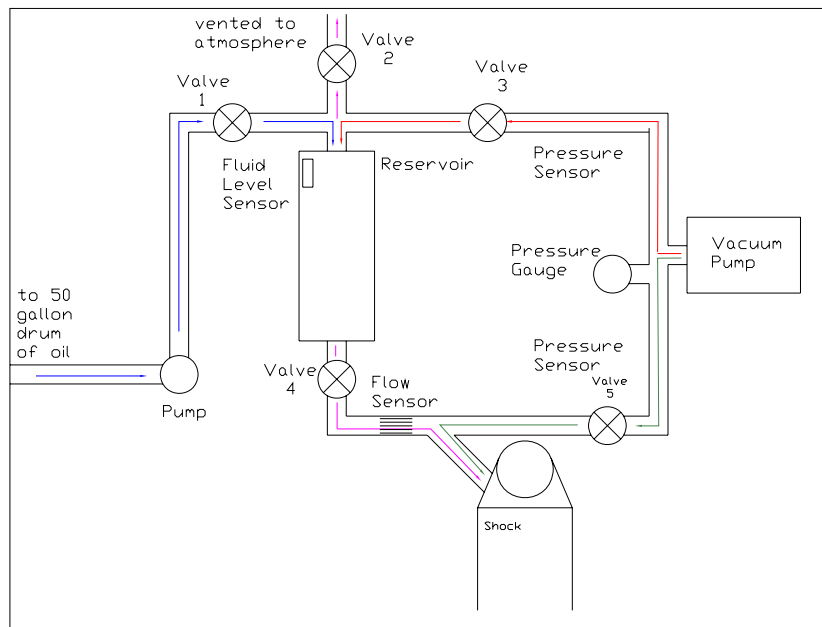 vented to
atmosphere
Valve
2
Valve
1
Valve
3
Fluid
Level
Sensor
Reservoir
Pressure
Sensor
Pressure
Gauge
Vacuum
Pump
to 50
gallon
drum
of oil
Pump
Valve
4
Flow
Sensor
Pressure
Sensor
Valve
5
Shock